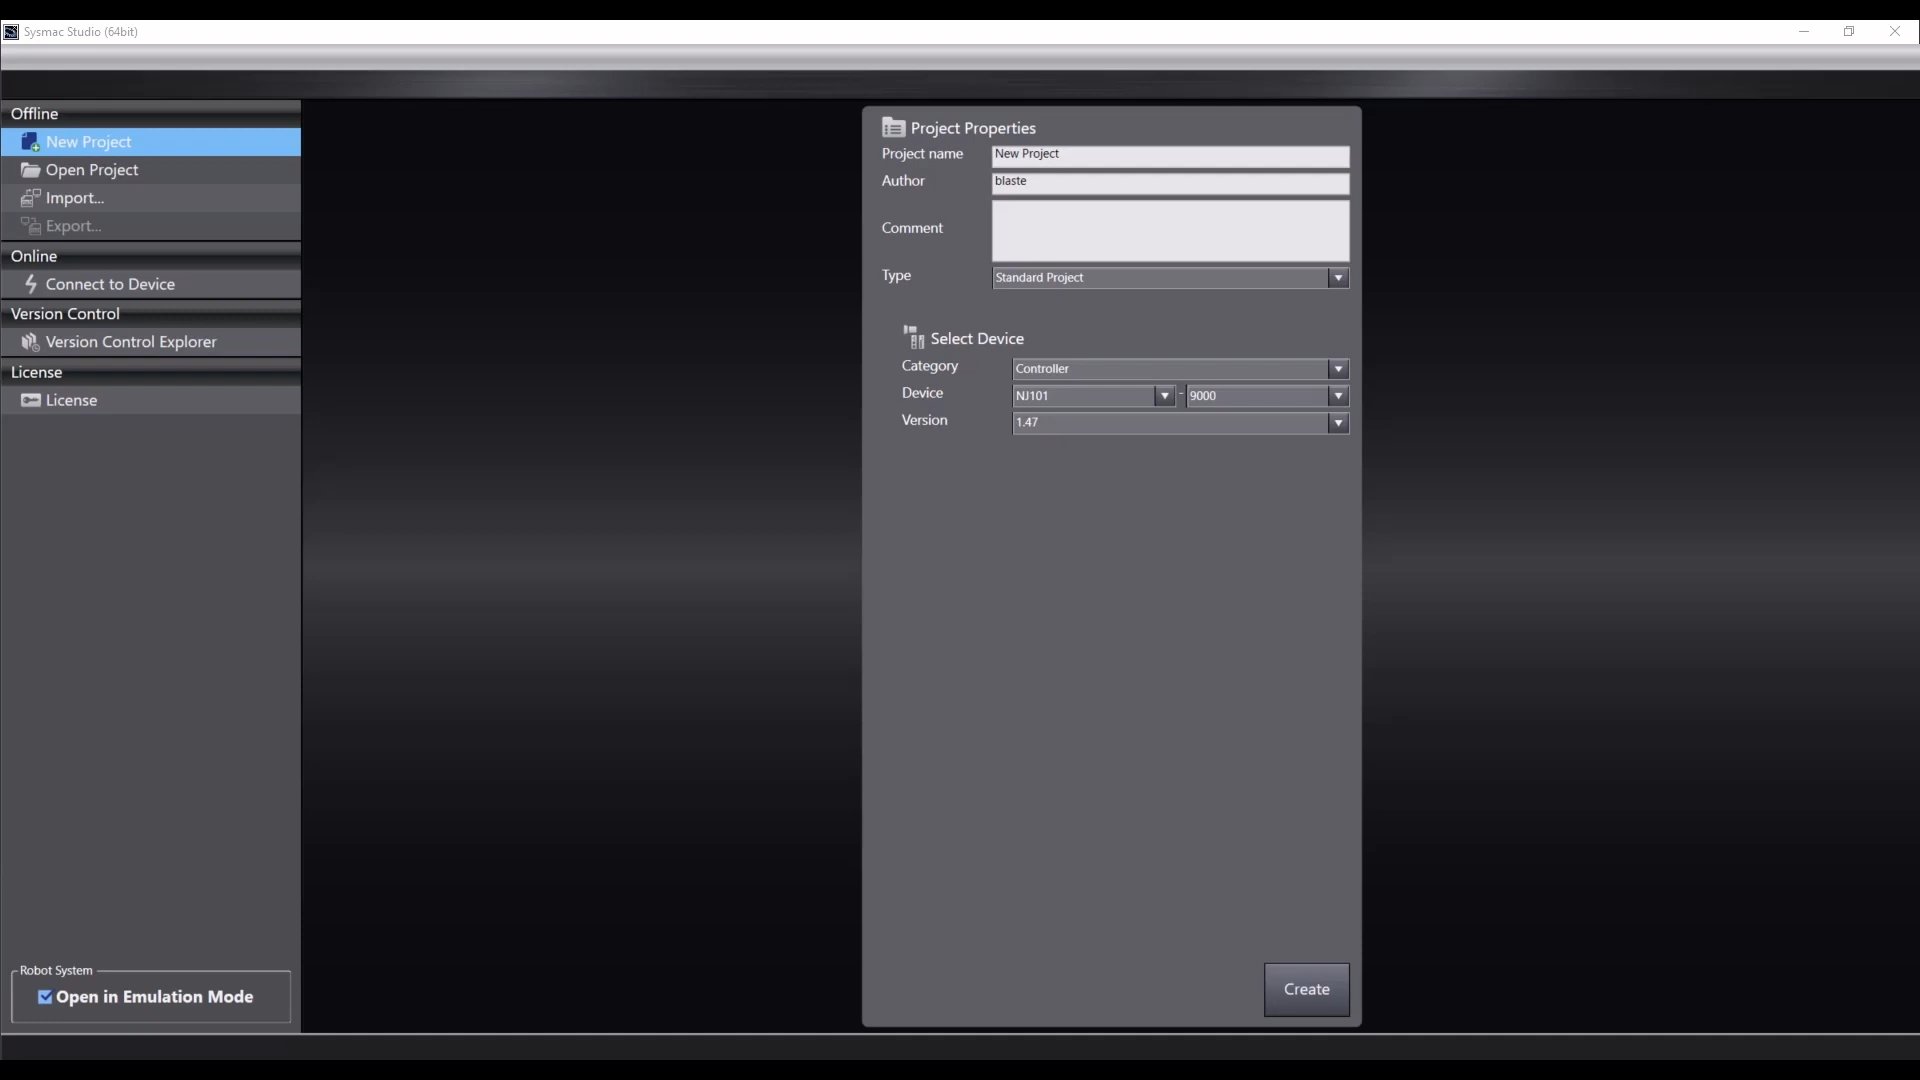 Sysmac Studio (64bit)
Offline
New Project
Open Project
Import...
Export...
Online
Connect to Device
Version Control
Version Control Explorer
License
License
Robot System
Open in Emulation Mode
Project Properties
Project name New Project
Author blaste
Comment
Type Standard Project
Select Device
Category Controller
Device NJ101 - 9000
Version 1.47
Create